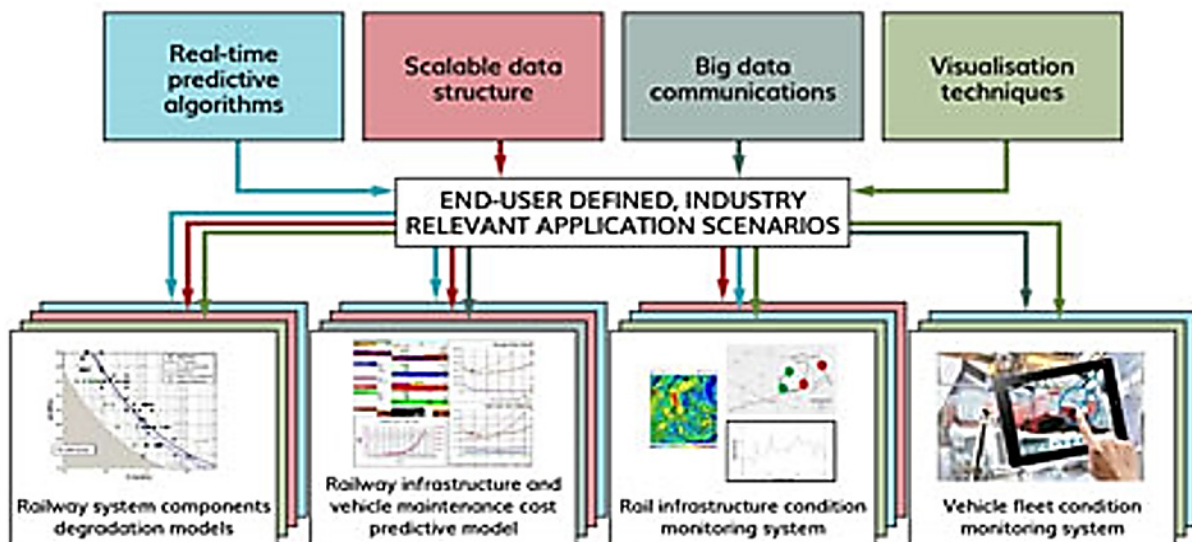 Real-time
predictive
algorithms
Scalable data
structure
Big data
communications
Visualisation
techniques
END-USER DEFINED, INDUSTRY
RELEVANT APPLICATION SCENARIOS
Railway system components
degradation models
Railway infrastructure and
vehicle maintenance cost
predictive model
Rail infrastructure condition
monitoring system
Vehicle fleet condition
monitoring system